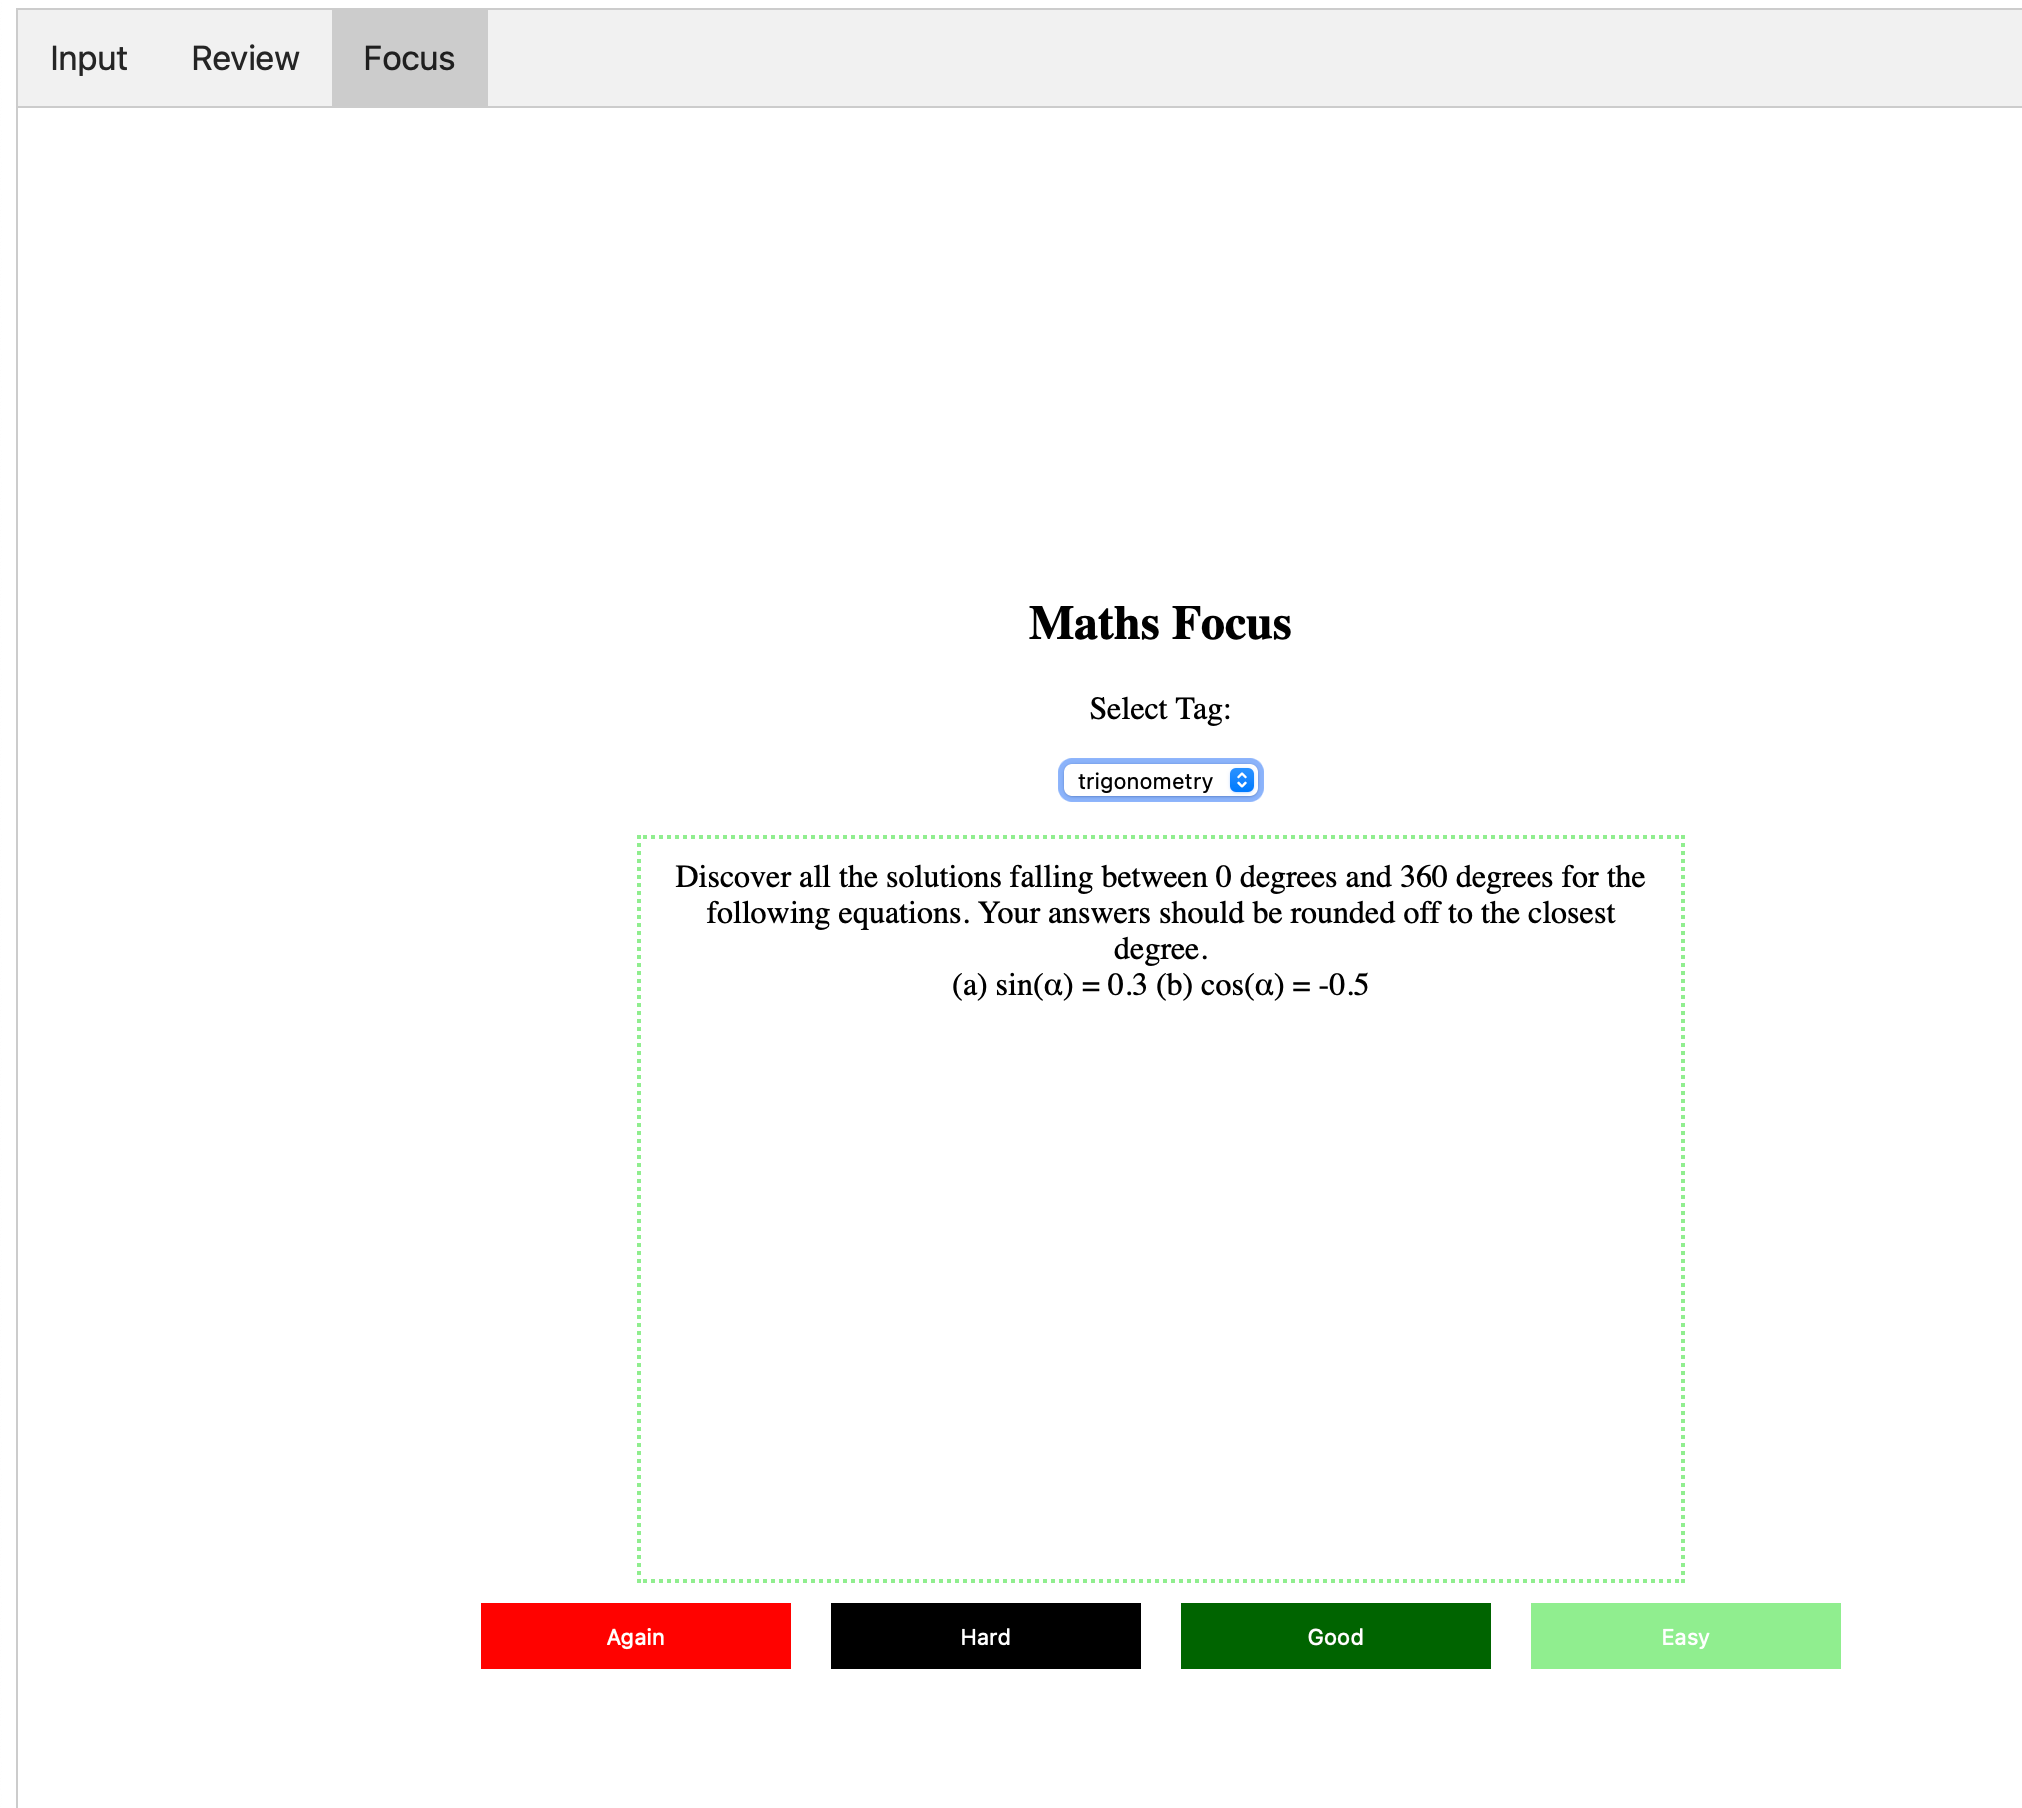 Input Review Focus
Maths Focus
Select Tag:
trigonometry
Discover all the solutions falling between 0 degrees and 360 degrees for the
following equations. Your answers should be rounded off to the closest
degree.
(a) sin(α) = 0.3 (b) cos(α) = -0.5
Again Hard Good Easy